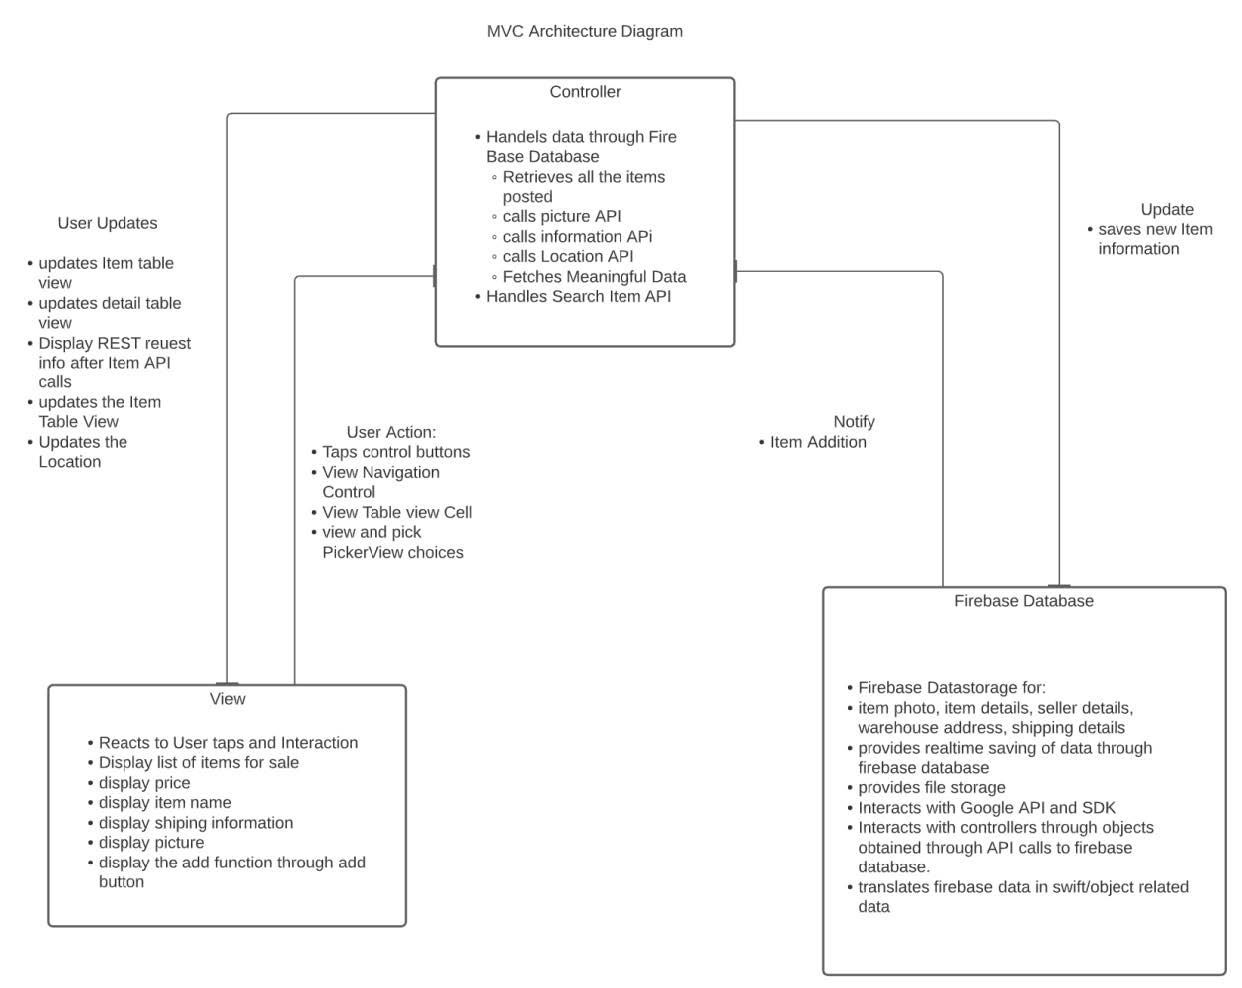 MVC Architecture Diagram
Controller
• Handels data through Fire
Base Database
◦ Retrieves all the items
posted
◦ calls picture API
◦ calls information APi
◦ calls Location API
◦ Fetches Meaningful Data
• Handles Search Item API
User Updates
• updates Item table
view
• updates detail table
view
• Display REST reuest
info after Item API
calls
• updates the Item
Table View
• Updates the
Location
Update
• saves new Item
information
User Action:
• Taps control buttons
• View Navigation
Control
• View Table view Cell
• view and pick
PickerView choices
Notify
• Item Addition
View
• Reacts to User taps and Interaction
• Display list of items for sale
• display price
• display item name
• display shiping information
• display picture
• display the add function through add
button
Firebase Database
• Firebase Datastorage for:
• item photo, item details, seller details,
warehouse address, shipping details
• provides realtime saving of data through
firebase database
• provides file storage
• Interacts with Google API and SDK
• Interacts with controllers through objects
obtained through API calls to firebase
database.
• translates firebase data in swift/object related
data